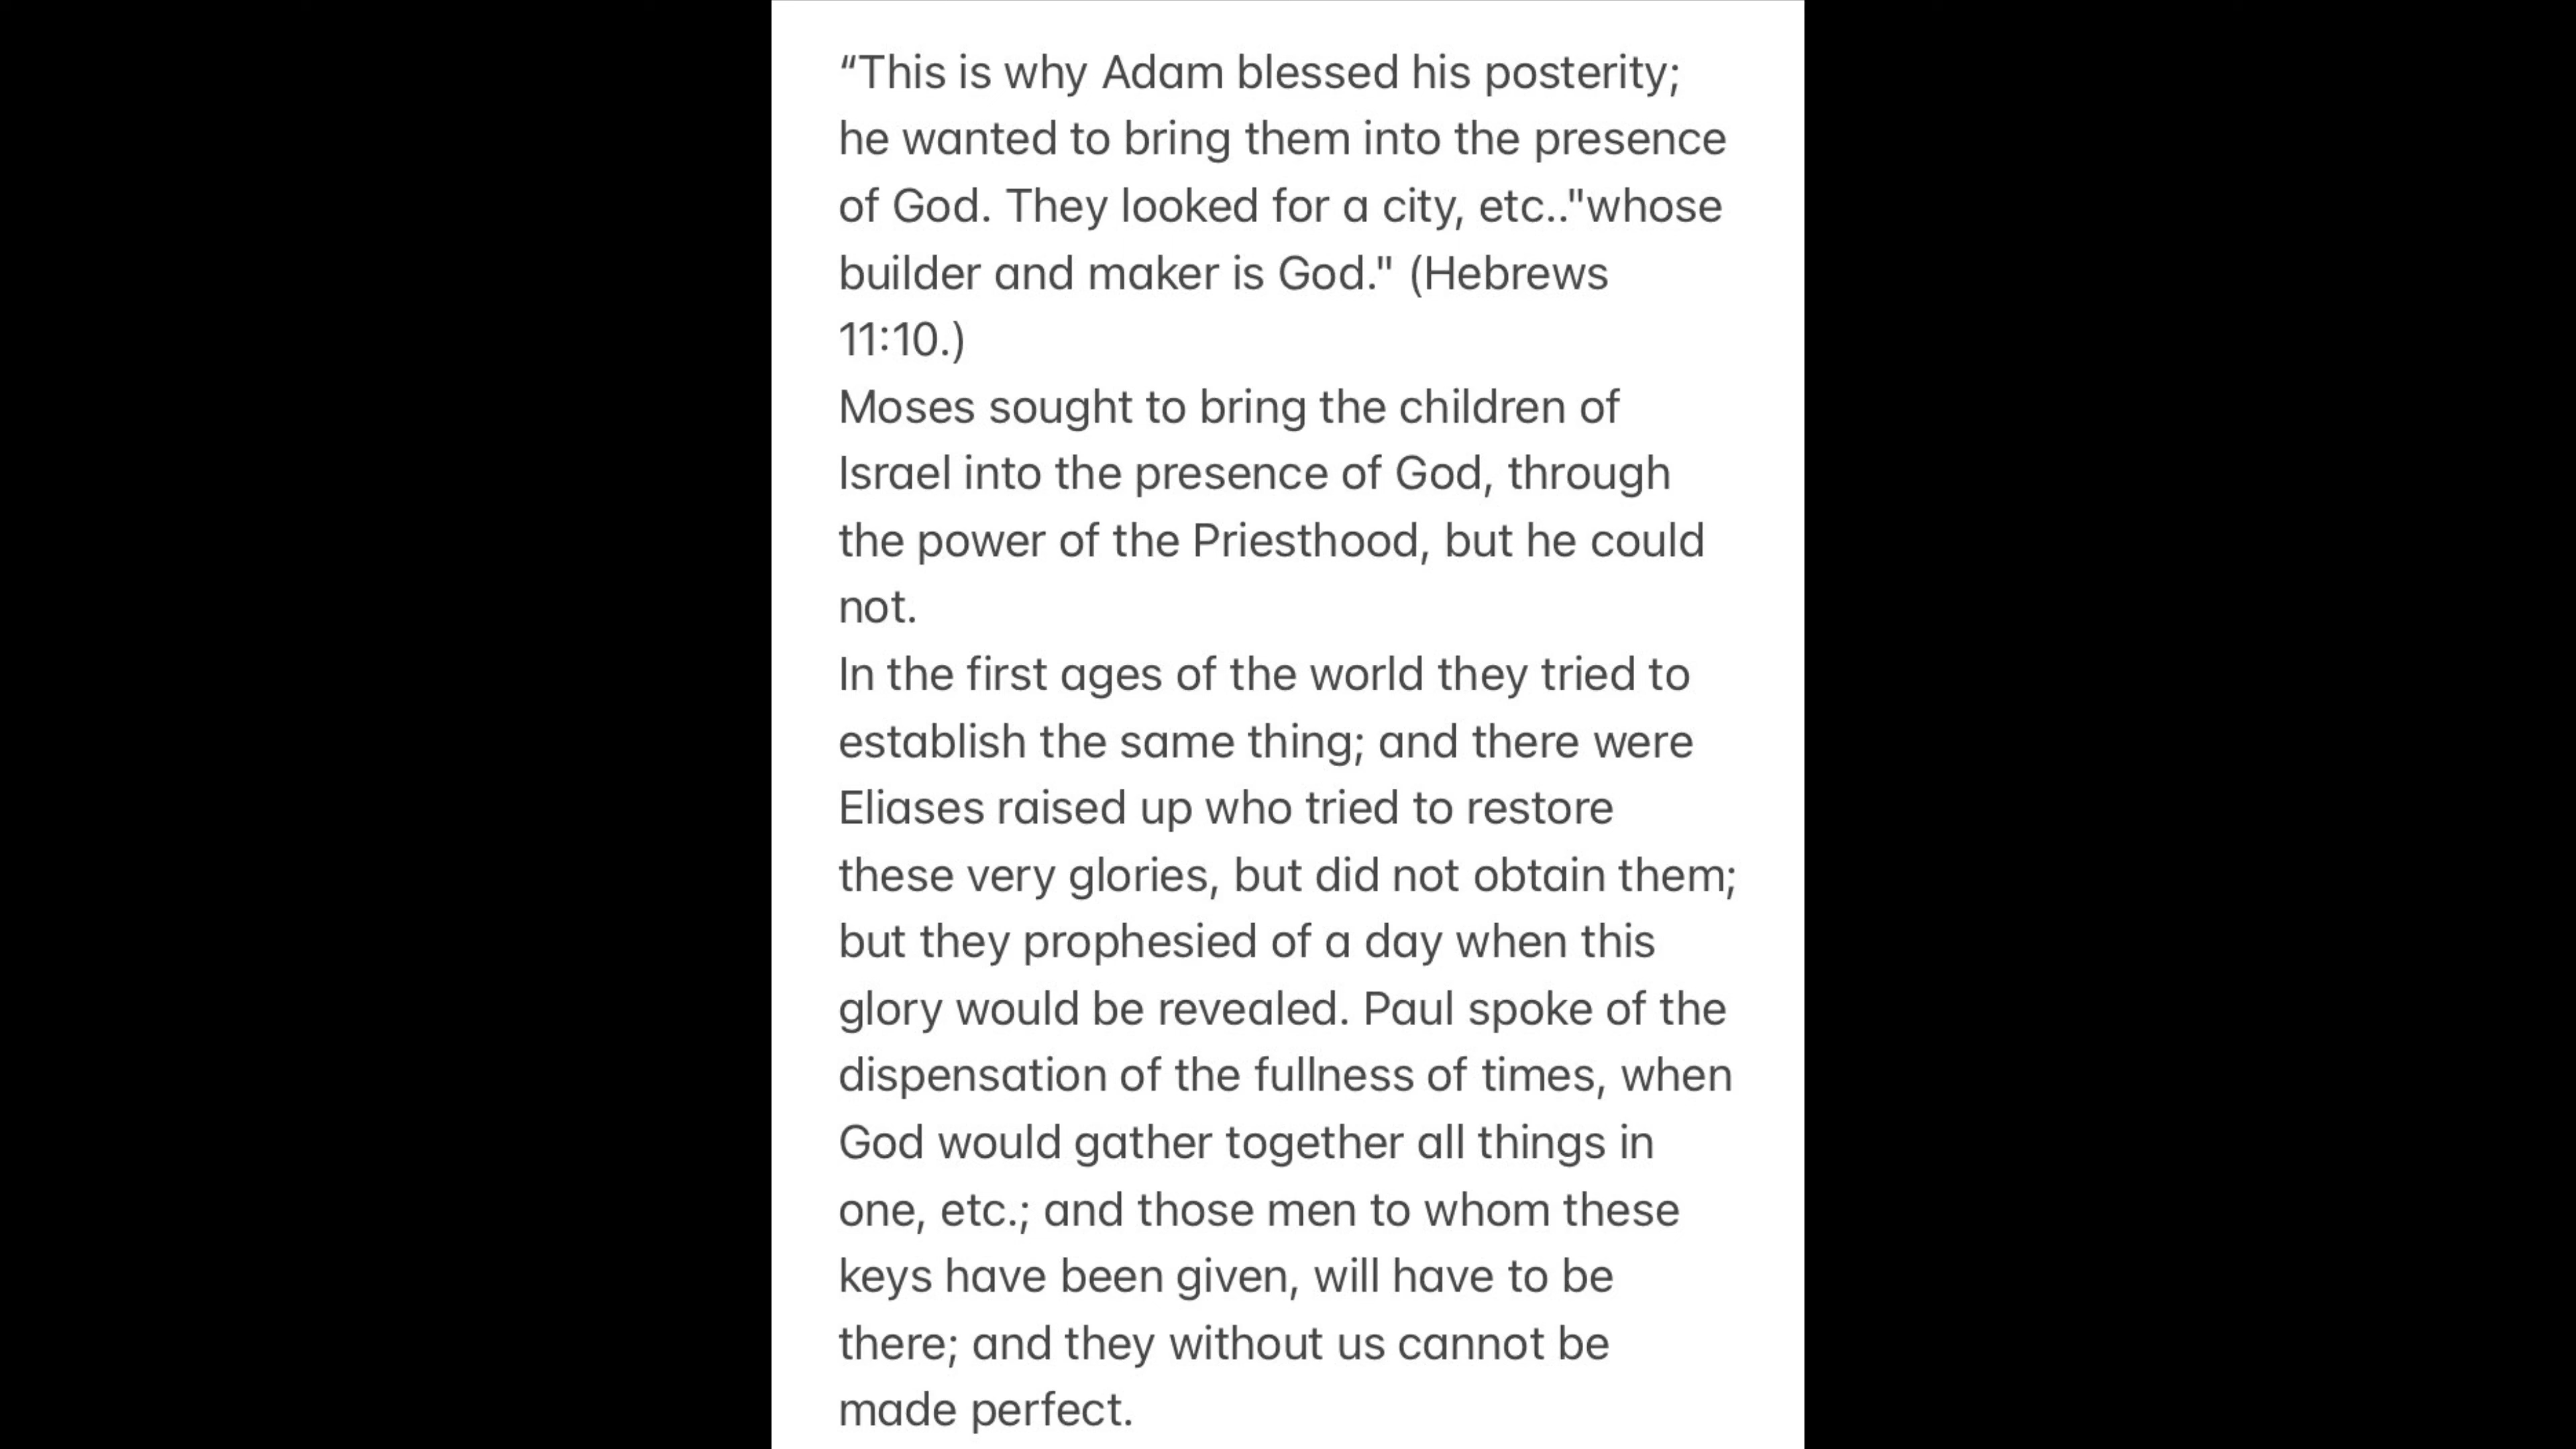 “This is why Adam blessed his posterity;
he wanted to bring them into the presence
of God. They looked for a city, etc.."whose
builder and maker is God." (Hebrews
11:10.)
Moses sought to bring the children of
Israel into the presence of God, through
the power of the Priesthood, but he could
not.
In the first ages of the world they tried to
establish the same thing; and there were
Eliases raised up who tried to restore
these very glories, but did not obtain them;
but they prophesied of a day when this
glory would be revealed. Paul spoke of the
dispensation of the fullness of times, when
God would gather together all things in
one, etc.; and those men to whom these
keys have been given, will have to be
there; and they without us cannot be
made perfect.